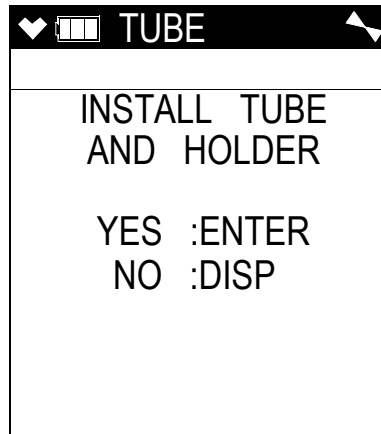 TUBE
INSTALL TUBE
AND HOLDER
YES :ENTER
NO :DISP